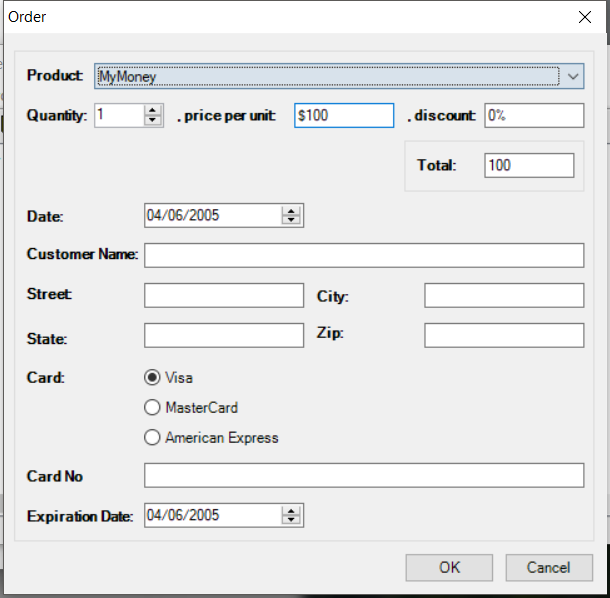 Order
Product: MyMoney
Quantity: 1 , price per unit: $100 , discount: 0%
Total: 100
Date: 04/06/2005
Customer Name:
Street: City:
State: Zip:
Card: Visa
MasterCard
American Express
Card No
Expiration Date: 04/06/2005
OK Cancel